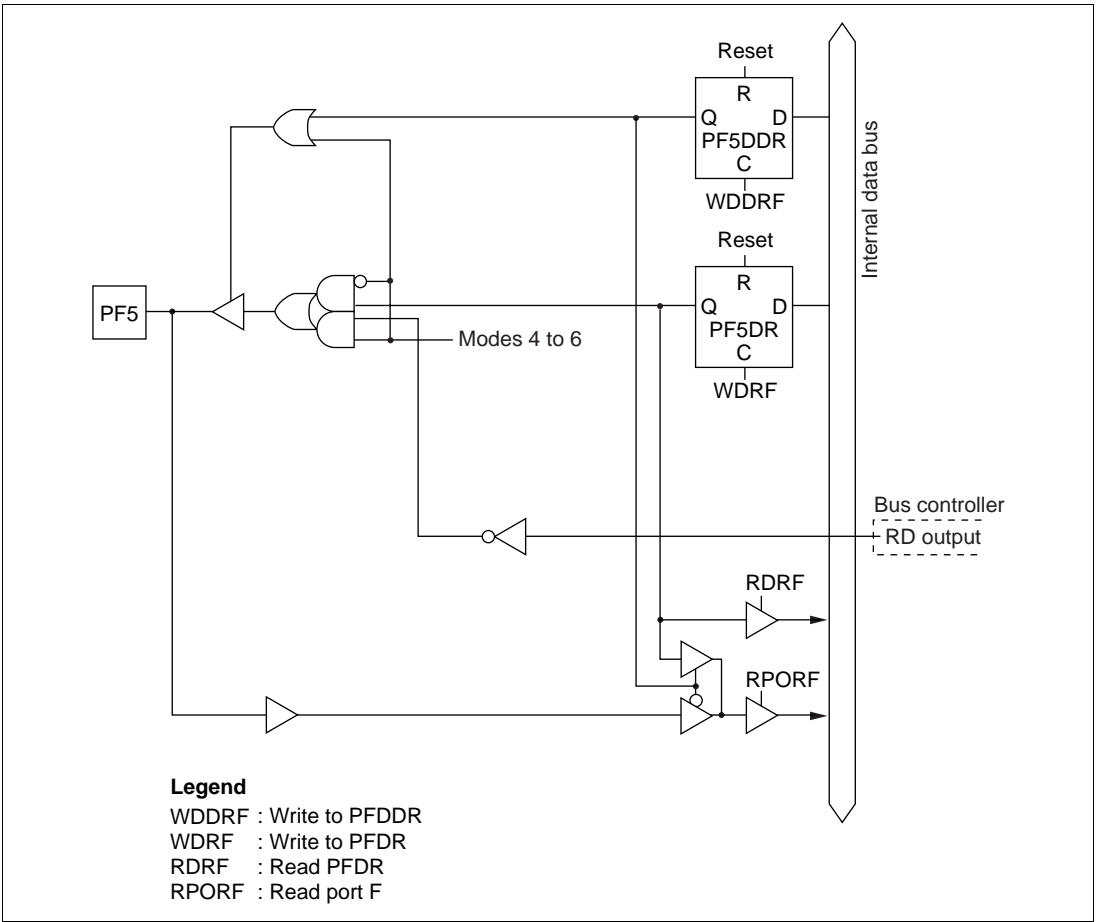 Reset
R
Q D
PF5DDR
C
WDDRF
Internal data bus
Reset
R
Q D
PF5DR
C
WDRF
PF5
Modes 4 to 6
Bus controller
RD output
RDRF
RPORF
Legend
WDDRF : Write to PFDDR
WDRF : Write to PFDR
RDRF : Read PFDR
RPORF : Read port F